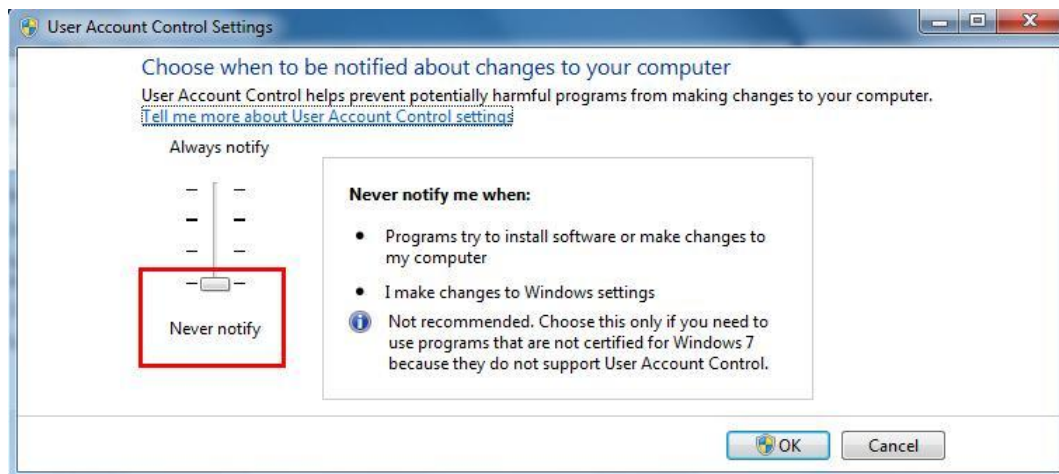 User Account Control Settings
Choose when to be notified about changes to your computer
User Account Control helps prevent potentially harmful programs from making changes to your computer.
Tell me more about User Account Control settings
Always notify
Never notify me when:
Programs try to install software or make changes to
my computer
I make changes to Windows settings
Never notify
Not recommended. Choose this only if you need to
use programs that are not certified for Windows 7
because they do not support User Account Control.
OK
Cancel